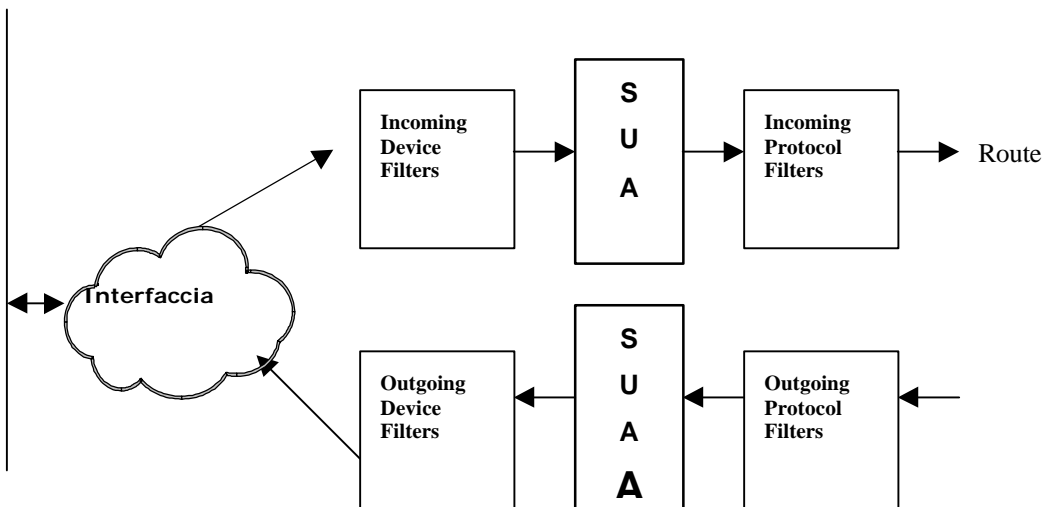 Incoming
Device
Filters
S
U
A
Incoming
Protocol
Filters
Route
Interfaccia
Outgoing
Device
Filters
S
U
A
A
Outgoing
Protocol
Filters